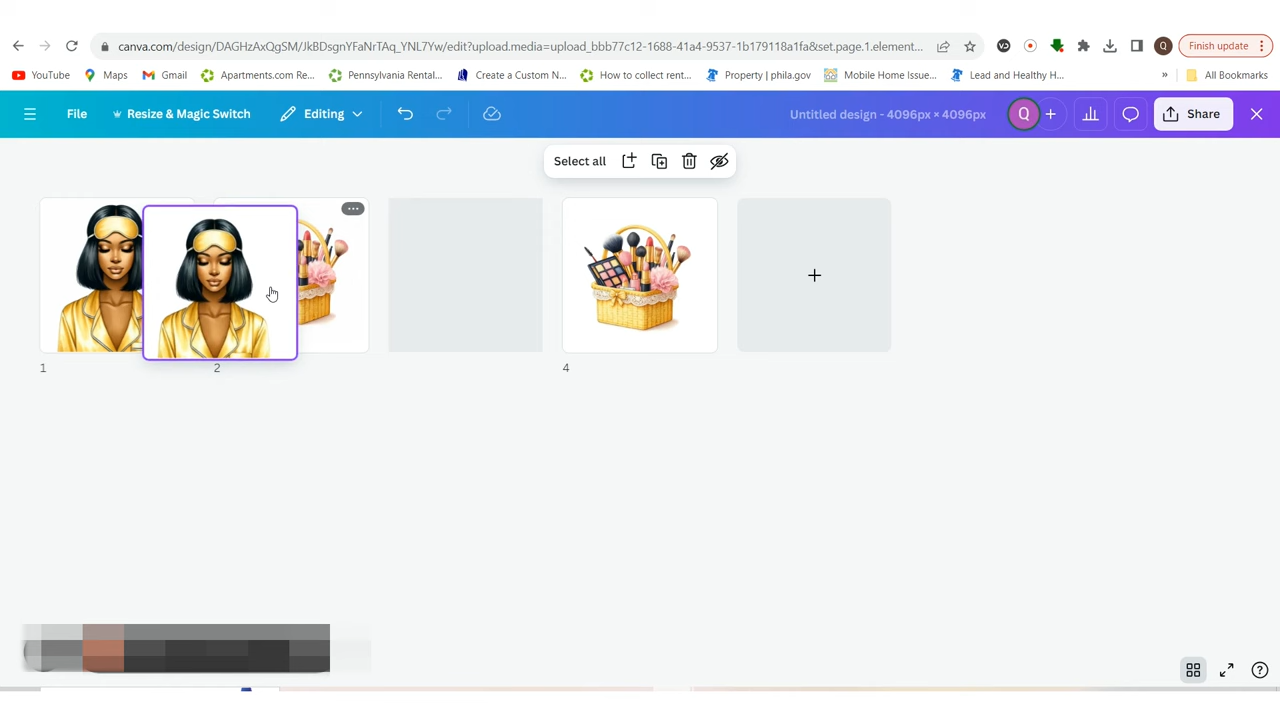 canva.com/design/DAGHzAxQgSM/JkBDsgnYFaNrTAq_YNL7Yw/edit?upload.media=upload_bbb77c12-1688-41a4-9537-1b179118a1fa&set.page.1.element...
Q
Finish update
YouTube
Maps
Gmail
Apartments.com Re...
Pennsylvania Rental...
Create a Custom N...
How to collect rent...
Property | phila.gov
Mobile Home Issue...
Lead and Healthy H...
»
All Bookmarks
File
Resize & Magic Switch
Editing
Untitled design - 4096px × 4096px
Q
Share
Select all
1
2
4